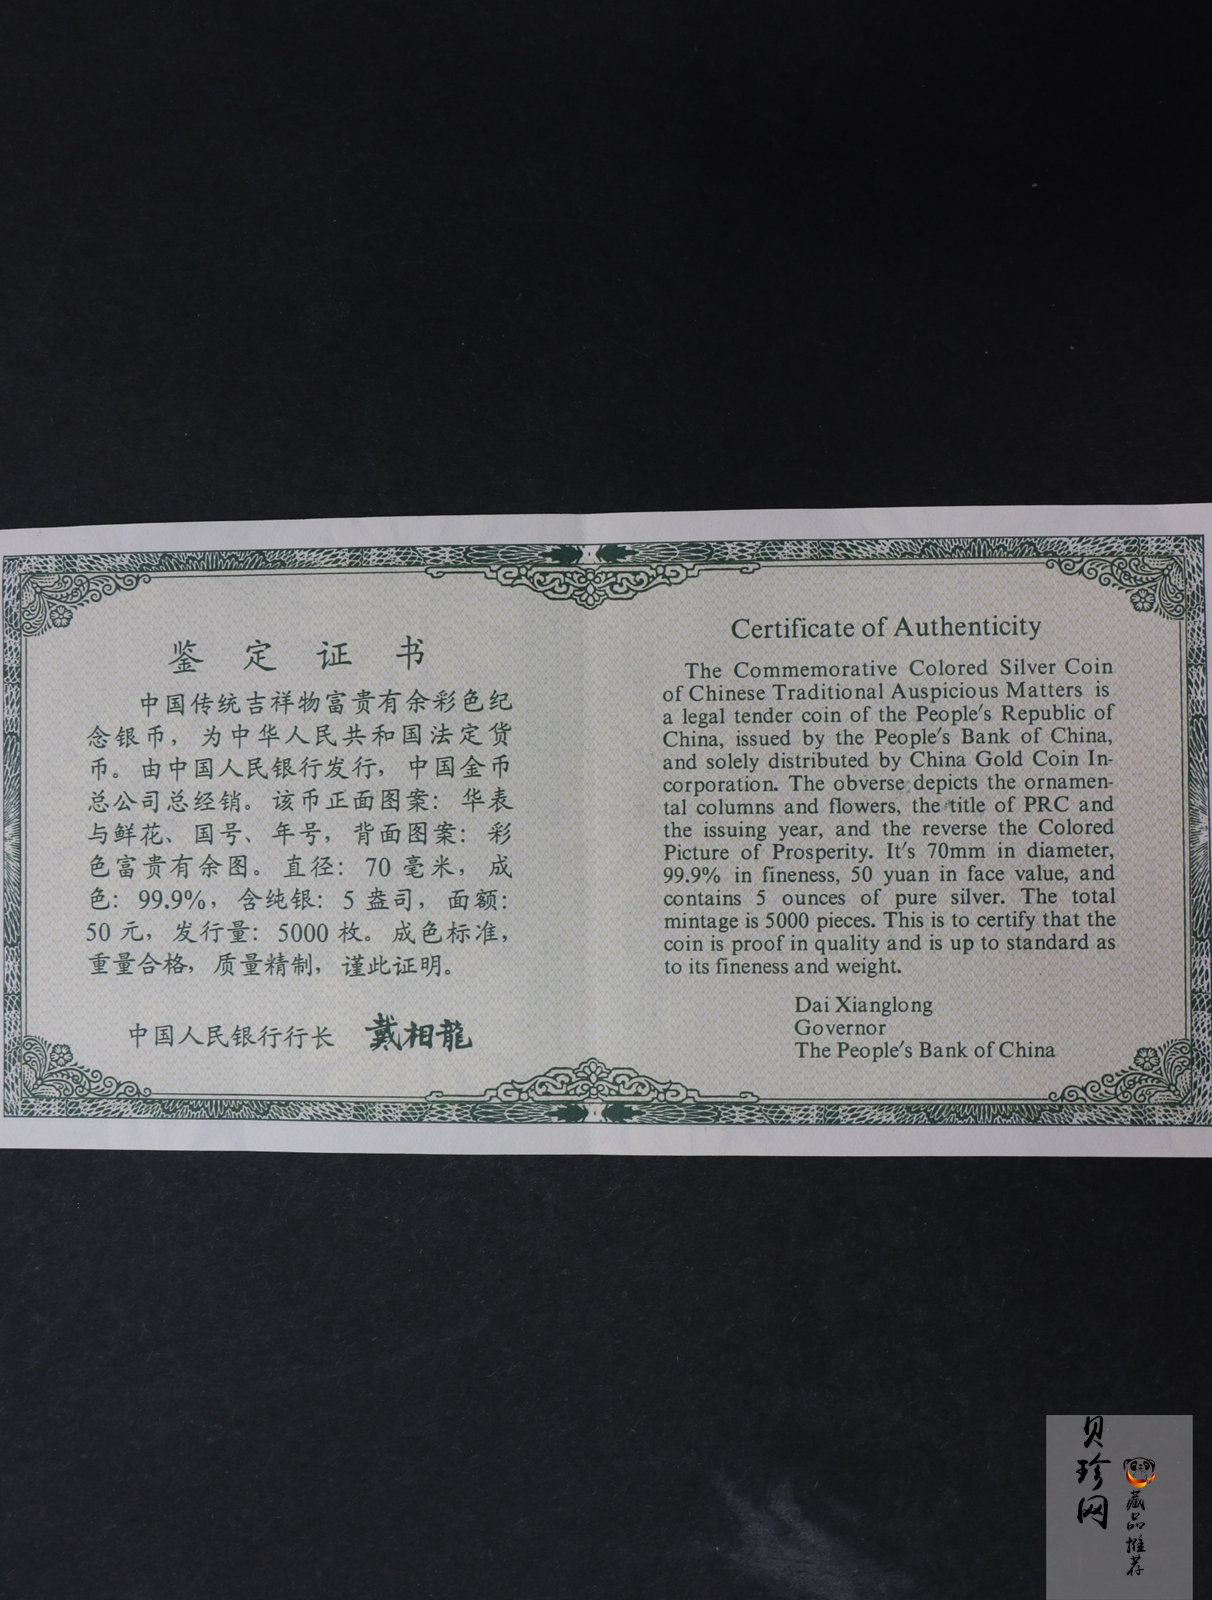 鉴定证书
中国传统吉祥物富贵有余彩色纪
念银币，为中华人民共和国法定货
币。由中国人民银行发行，中国金币
总公司总经销。该币正面图案：华表
与鲜花、国号、年号，背面图案：彩
色富贵有余图。直径：70毫米，成
色：99.9%，含纯银：5盎司，面额：
50元，发行量：5000枚。成色标准，
重量合格，质量精制，谨此证明。
中国人民银行行长 戴相龍
Certificate of Authenticity
The Commemorative Colored Silver Coin
of Chinese Traditional Auspicious Matters is
a legal tender coin of the People's Republic of
China, issued by the People's Bank of China,
and solely distributed by China Gold Coin In-
corporation. The obverse depicts the ornamen-
tal columns and flowers, the title of PRC and
the issuing year, and the reverse the Colored
Picture of Prosperity. It's 70mm in diameter,
99.9% in fineness, 50 yuan in face value, and
contains 5 ounces of pure silver. The total
mintage is 5000 pieces. This is to certify that the
coin is proof in quality and is up to standard as
to its fineness and weight.
Dai Xianglong
Governor
The People's Bank of China
贝珍网
藏品推荐